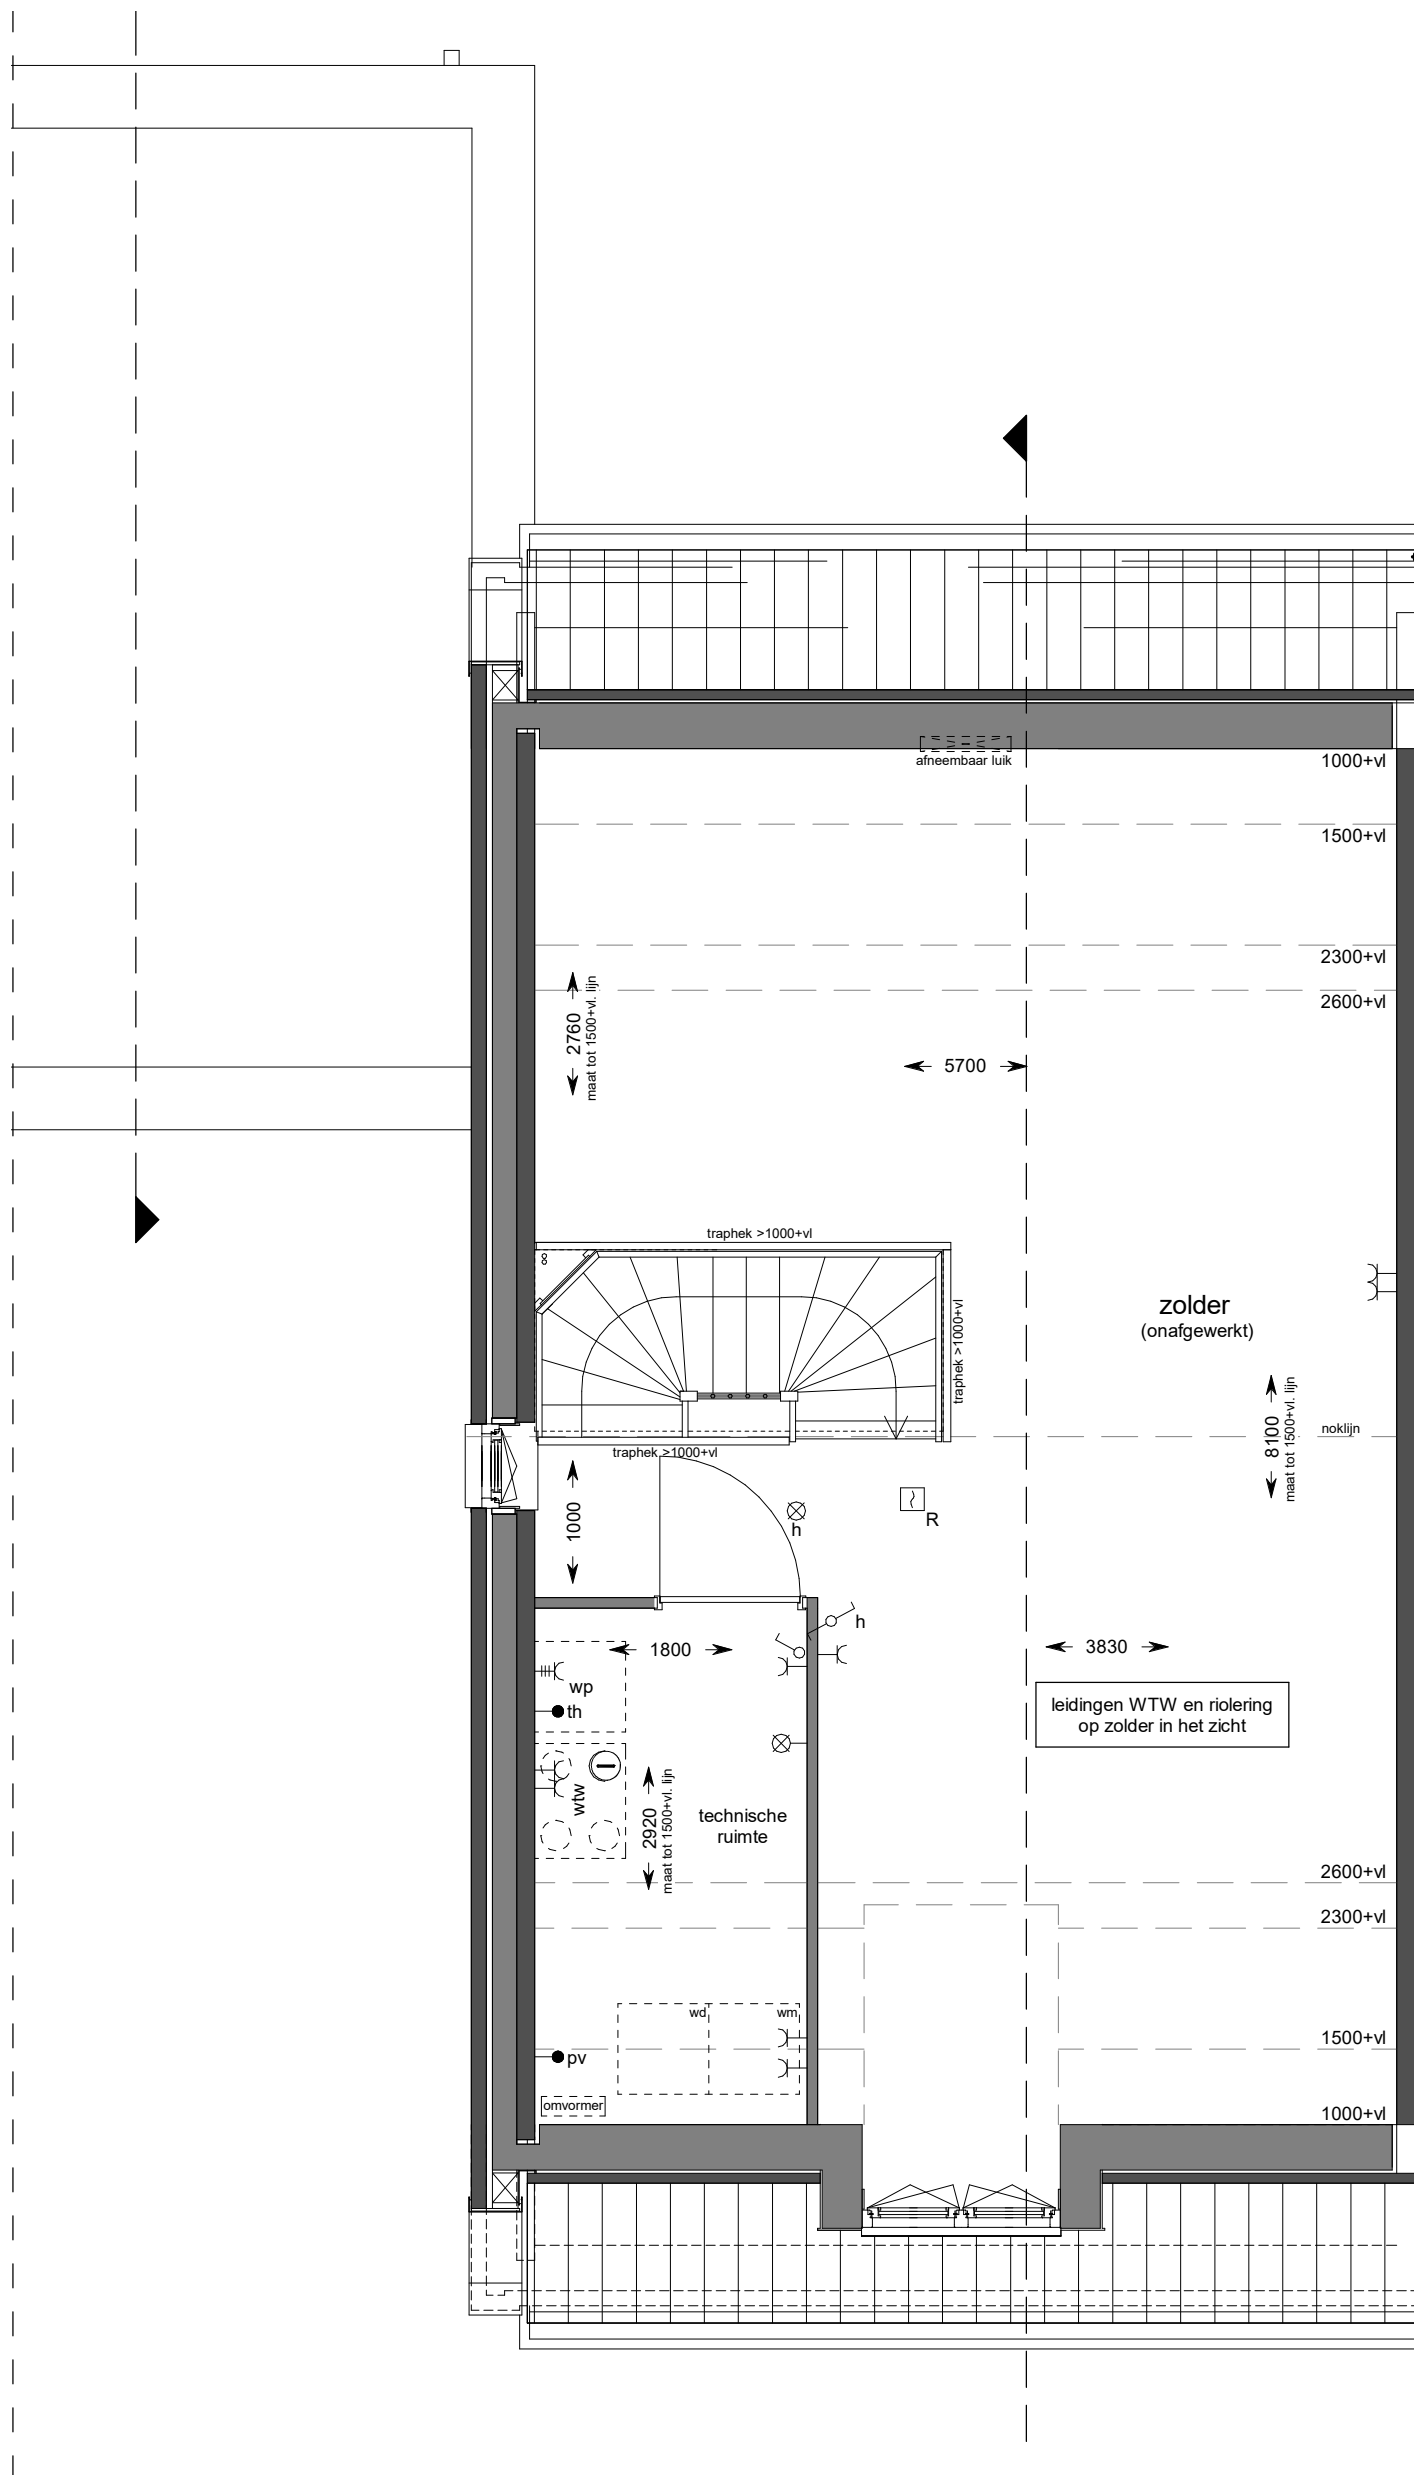 afneembaar luik
1000+vl
1500+vl
2300+vl
2600+vl
2760
maat tot 1500+vl. lijn
5700
traphek >1000+vl
traphek >1000+vl
zolder
(onafgewerkt)
8100
maat tot 1500+vl. lijn
noklijn
traphek >1000+vl
1000
h
R
h
1800
3830
wp
th
leidingen WTW en riolering
op zolder in het zicht
wtw
2920
maat tot 1500+vl. lijn
technische
ruimte
2600+vl
2300+vl
wd
wm
1500+vl
pv
omvormer
1000+vl